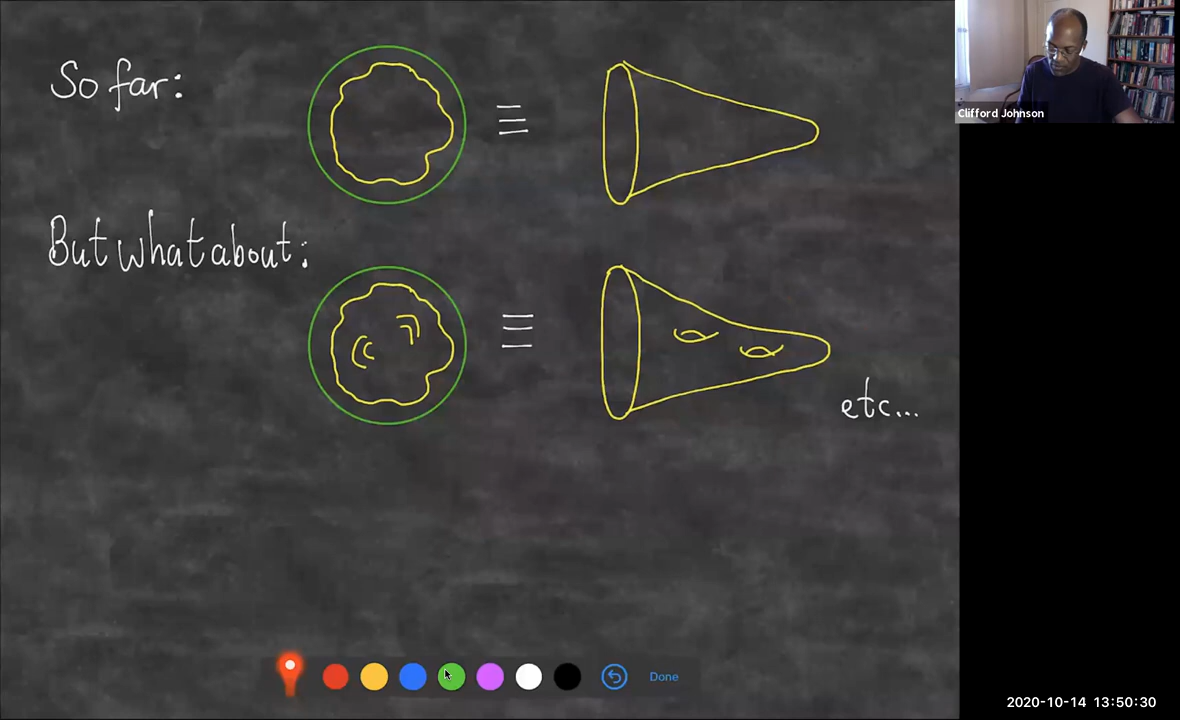 So far:
≡
But what about:
≡
etc...
Clifford Johnson
Done
2020-10-14 13:50:30